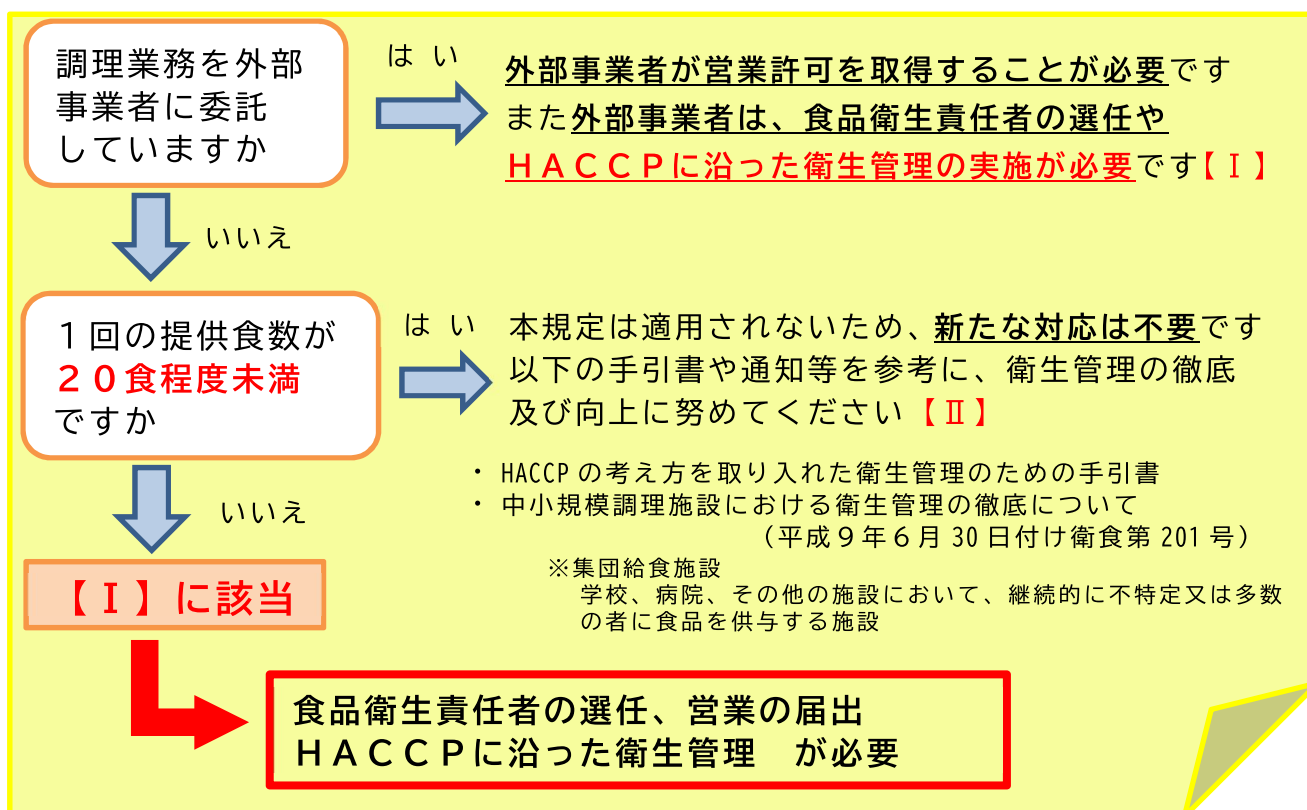 調理業務を外部
事業者に委託
していますか
は い
外部事業者が営業許可を取得することが必要です
また外部事業者は、食品衛生責任者の選任や
ＨＡＣＣＰに沿った衛生管理の実施が必要です【Ⅰ】
いいえ
１回の提供食数が
２０食程度未満
ですか
は い
本規定は適用されないため、新たな対応は不要です
以下の手引書や通知等を参考に、衛生管理の徹底
及び向上に努めてください【Ⅱ】
・ HACCP の考え方を取り入れた衛生管理のための手引書
・ 中小規模調理施設における衛生管理の徹底について
（平成９年６月 30 日付け衛食第 201 号）
※集団給食施設
学校、病院、その他の施設において、継続的に不特定又は多数
の者に食品を供与する施設
いいえ
【Ⅰ】に該当
食品衛生責任者の選任、営業の届出
ＨＡＣＣＰに沿った衛生管理　が必要